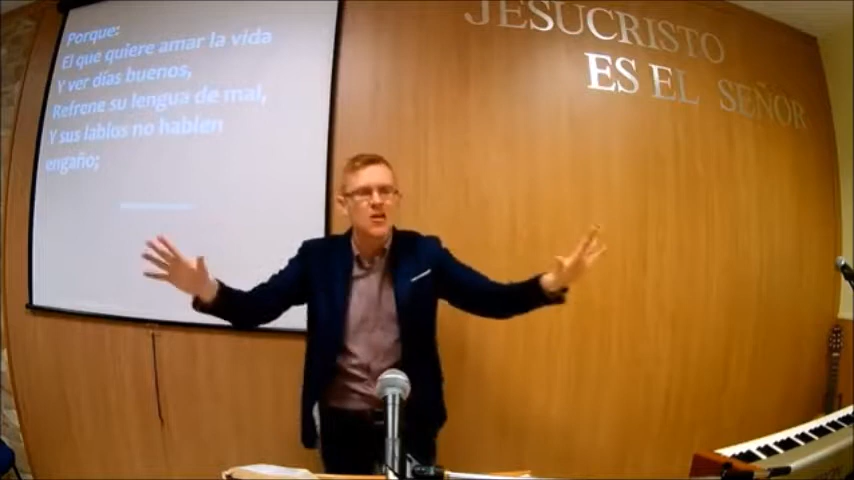 Porque:
El que quiere amar la vida
Y ver días buenos,
Refrene su lengua de mal,
Y sus labios no hablen
engaño;
JESUCRISTO
ES EL SEÑOR